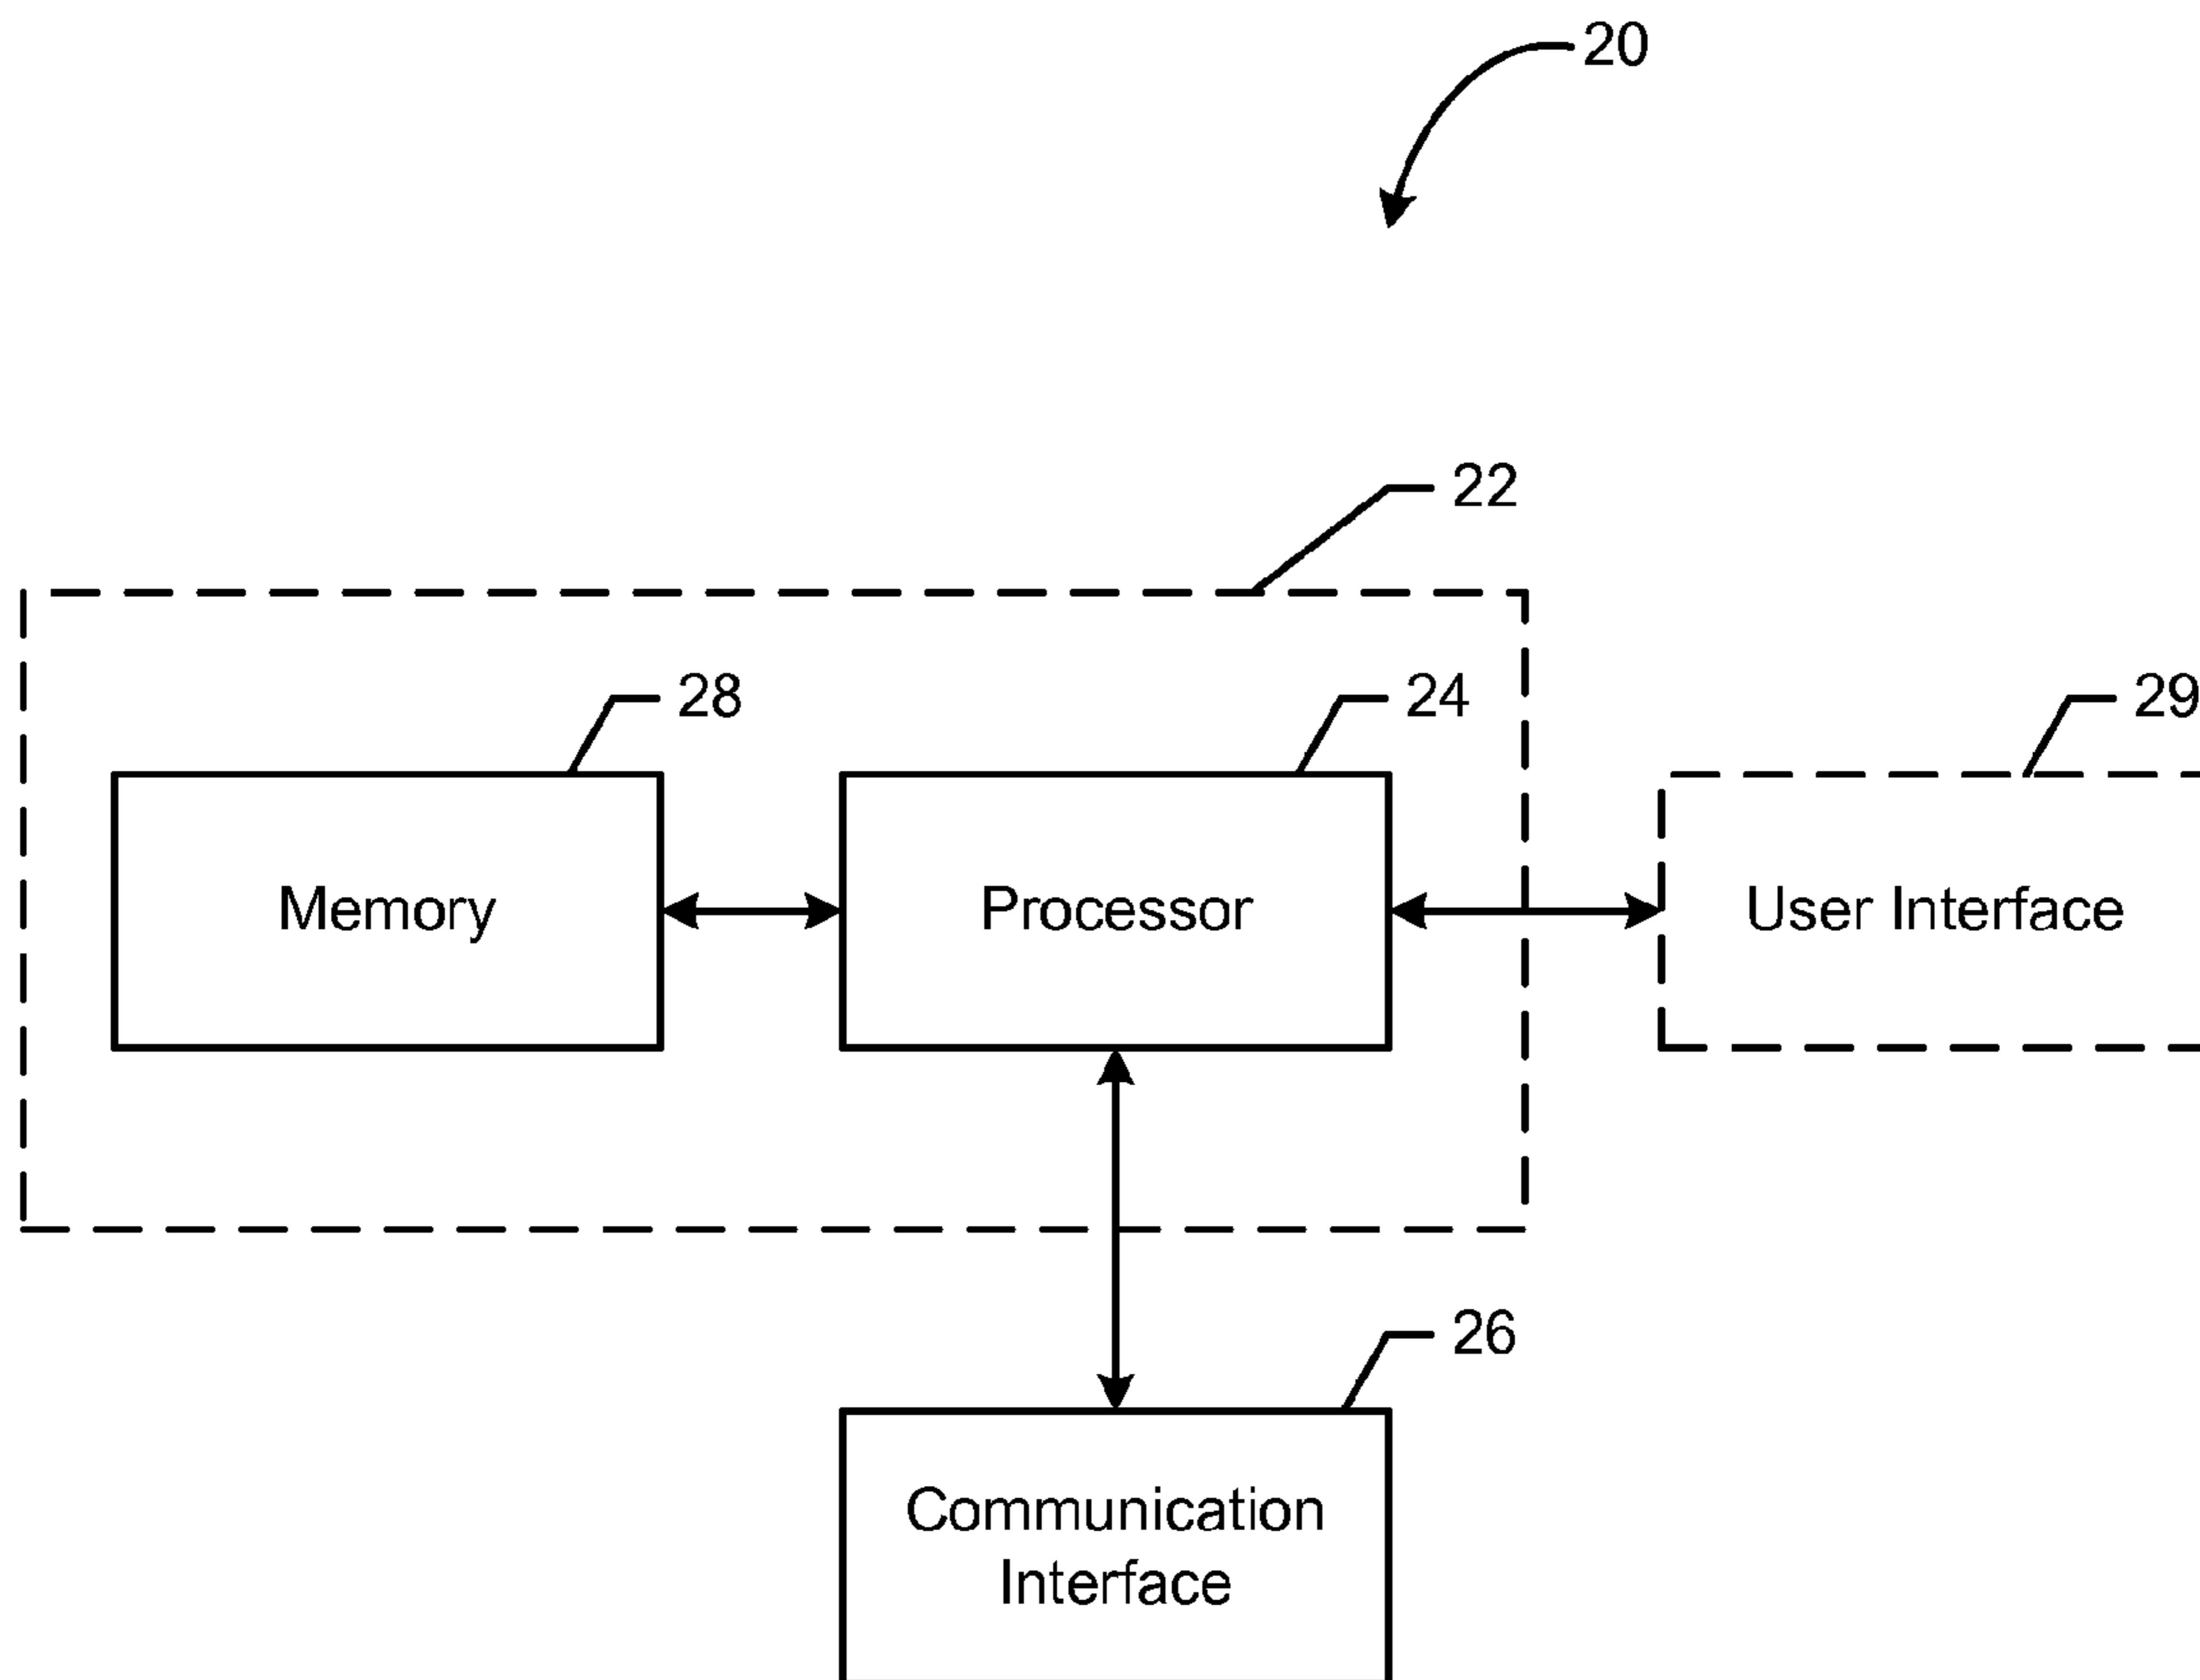 20
22
28
24
29
Memory
Processor
User Interface
26
Communication
Interface